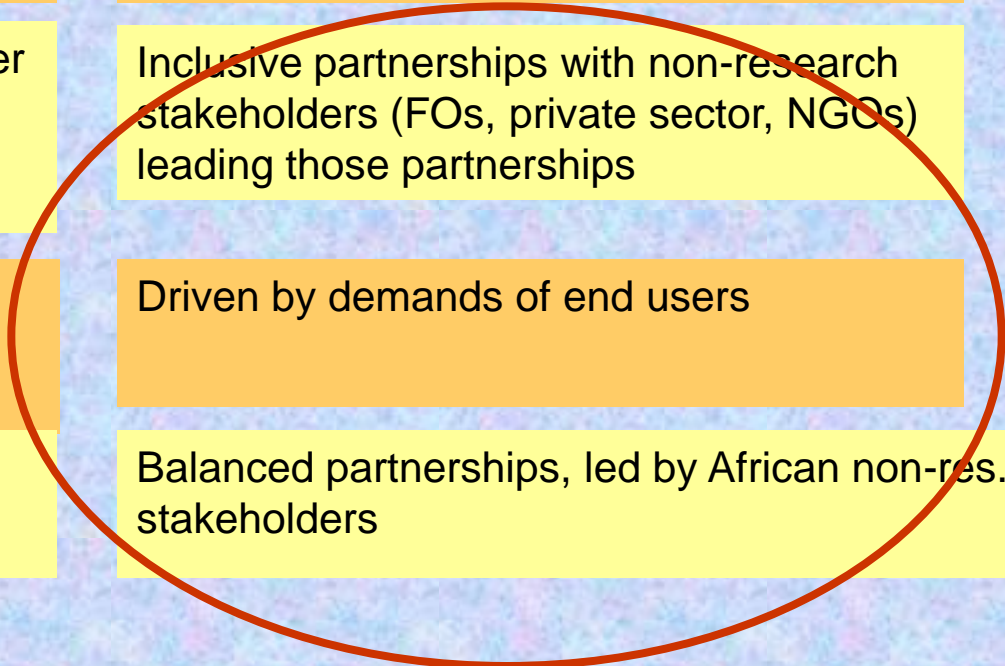 er
Inclusive partnerships with non-research
stakeholders (FOs, private sector, NGOs)
leading those partnerships
Driven by demands of end users
Balanced partnerships, led by African non-res.
stakeholders